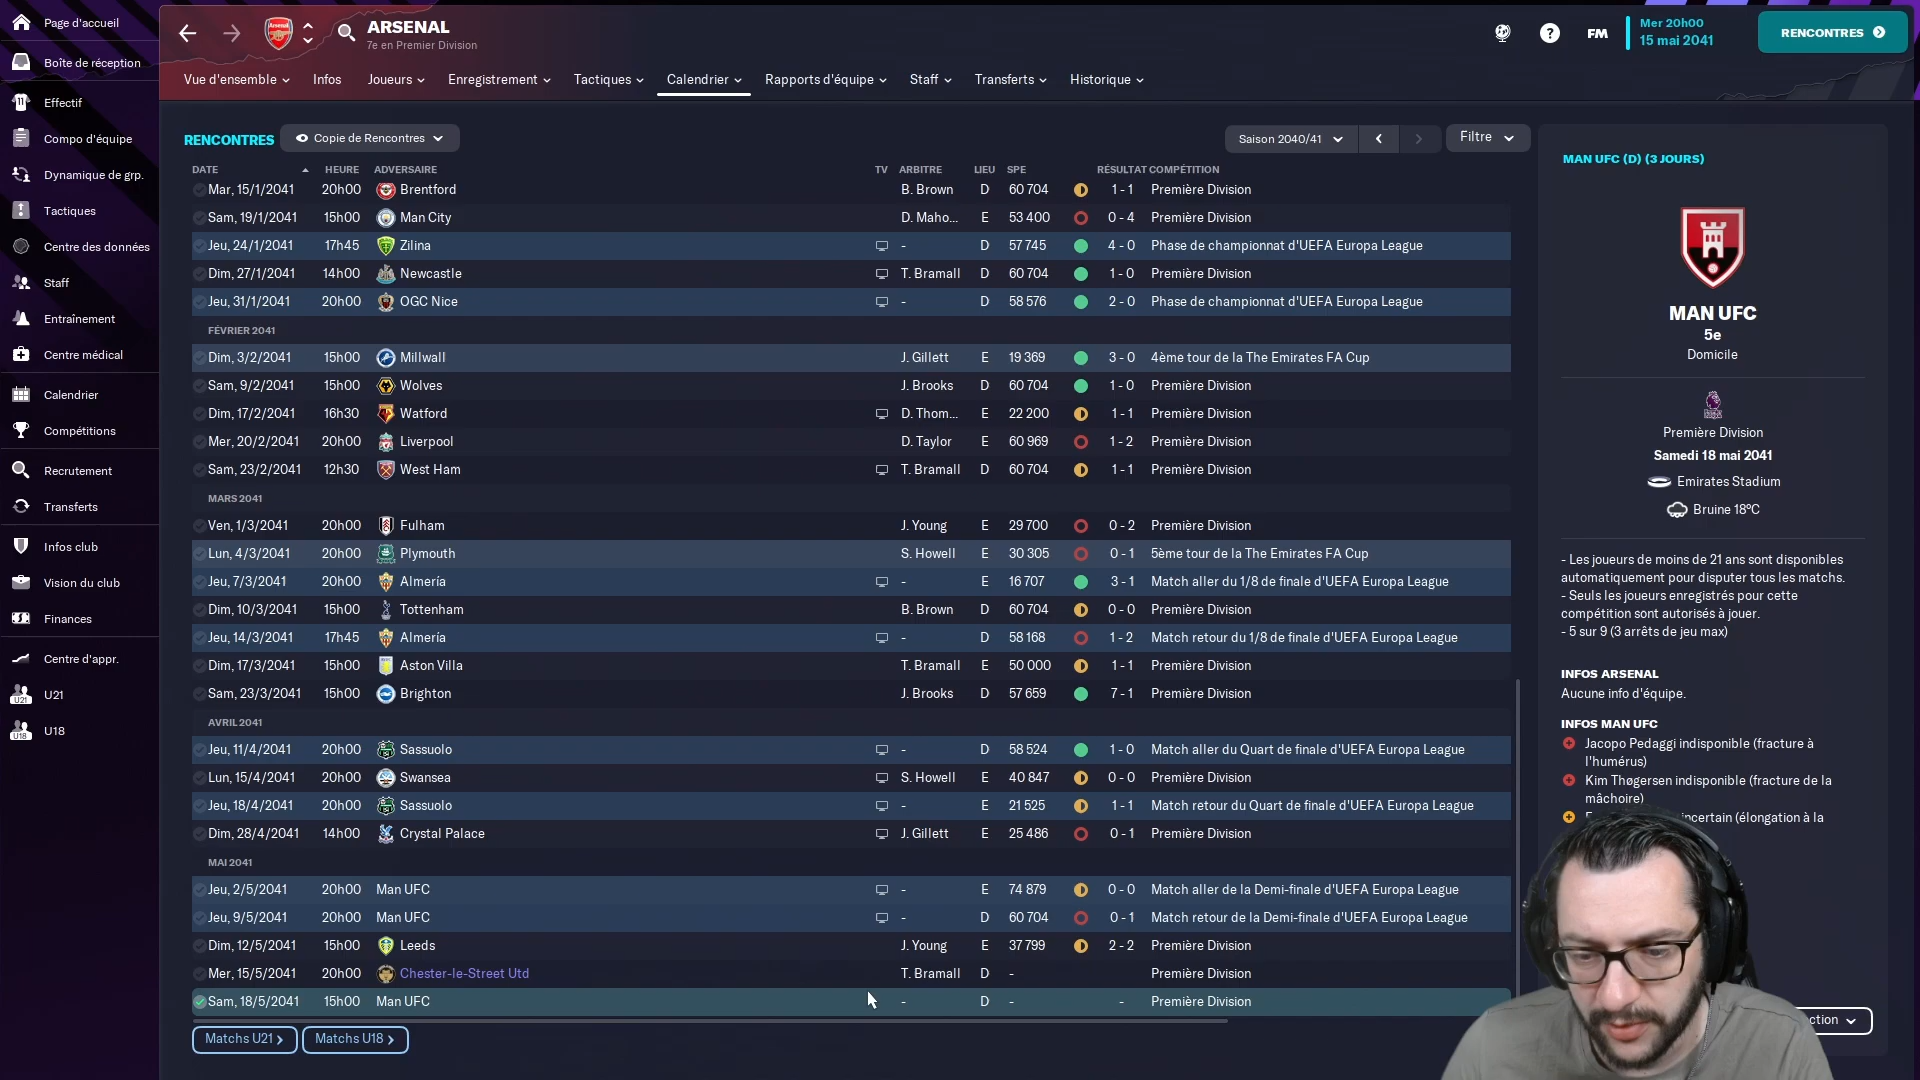 Page d'accueil
Boîte de réception
Effectif
Compo d'équipe
Dynamique de grp.
Tactiques
Centre des données
Staff
Entraînement
Centre médical
Calendrier
Compétitions
Recrutement
Transferts
Infos club
Vision du club
Finances
Centre d'appr.
U21
U18
ARSENAL
7e en Premier Division
FM
Mer 20h00
15 mai 2041
RENCONTRES
Vue d'ensemble Infos Joueurs Enregistrement Tactiques Calendrier Rapports d'équipe Staff Transferts Historique
RENCONTRES Copie de Rencontres Saison 2040/41 Filtre
DATE HEURE ADVERSAIRE TV ARBITRE LIEU SPE RÉSULTAT COMPÉTITION
Mar, 15/1/2041 20h00 Brentford B. Brown D 60 704 1 - 1 Première Division
Sam, 19/1/2041 15h00 Man City D. Maho... E 53 400 0 - 4 Première Division
Jeu, 24/1/2041 17h45 Zilina - D 57 745 4 - 0 Phase de championnat d'UEFA Europa League
Dim, 27/1/2041 14h00 Newcastle T. Bramall D 60 704 1 - 0 Première Division
Jeu, 31/1/2041 20h00 OGC Nice - D 58 576 2 - 0 Phase de championnat d'UEFA Europa League
FÉVRIER 2041
Dim, 3/2/2041 15h00 Millwall J. Gillett E 19 369 3 - 0 4ème tour de la The Emirates FA Cup
Sam, 9/2/2041 15h00 Wolves J. Brooks D 60 704 1 - 0 Première Division
Dim, 17/2/2041 16h30 Watford D. Thom... E 22 200 1 - 1 Première Division
Mer, 20/2/2041 20h00 Liverpool D. Taylor E 60 969 1 - 2 Première Division
Sam, 23/2/2041 12h30 West Ham T. Bramall D 60 704 1 - 1 Première Division
MARS 2041
Ven, 1/3/2041 20h00 Fulham J. Young E 29 700 0 - 2 Première Division
Lun, 4/3/2041 20h00 Plymouth S. Howell E 30 305 0 - 1 5ème tour de la The Emirates FA Cup
Jeu, 7/3/2041 20h00 Almería - E 16 707 3 - 1 Match aller du 1/8 de finale d'UEFA Europa League
Dim, 10/3/2041 15h00 Tottenham B. Brown D 60 704 0 - 0 Première Division
Jeu, 14/3/2041 17h45 Almería - D 58 168 1 - 2 Match retour du 1/8 de finale d'UEFA Europa League
Dim, 17/3/2041 15h00 Aston Villa T. Bramall E 50 000 1 - 1 Première Division
Sam, 23/3/2041 15h00 Brighton J. Brooks D 57 659 7 - 1 Première Division
AVRIL 2041
Jeu, 11/4/2041 20h00 Sassuolo - D 58 524 1 - 0 Match aller du Quart de finale d'UEFA Europa League
Lun, 15/4/2041 20h00 Swansea S. Howell E 40 847 0 - 0 Première Division
Jeu, 18/4/2041 20h00 Sassuolo - E 21 525 1 - 1 Match retour du Quart de finale d'UEFA Europa League
Dim, 28/4/2041 14h00 Crystal Palace J. Gillett E 25 486 0 - 1 Première Division
MAI 2041
Jeu, 2/5/2041 20h00 Man UFC - E 74 879 0 - 0 Match aller de la Demi-finale d'UEFA Europa League
Jeu, 9/5/2041 20h00 Man UFC - D 60 704 0 - 1 Match retour de la Demi-finale d'UEFA Europa League
Dim, 12/5/2041 15h00 Leeds J. Young E 37 799 2 - 2 Première Division
Mer, 15/5/2041 20h00 Chester-le-Street Utd T. Bramall D - Première Division
Sam, 18/5/2041 15h00 Man UFC - D - - Première Division
Matchs U21 Matchs U18
MAN UFC (D) (3 JOURS)
MAN UFC
5e
Domicile
Première Division
Samedi 18 mai 2041
Emirates Stadium
Bruine 18°C
- Les joueurs de moins de 21 ans sont disponibles
automatiquement pour disputer tous les matchs.
- Seuls les joueurs enregistrés pour cette
compétition sont autorisés à jouer.
- 5 sur 9 (3 arrêts de jeu max)
INFOS ARSENAL
Aucune info d'équipe.
INFOS MAN UFC
Jacopo Pedaggi indisponible (fracture à
l'humérus)
Kim Thøgersen indisponible (fracture de la
mâchoire)
incertain (élongation à la